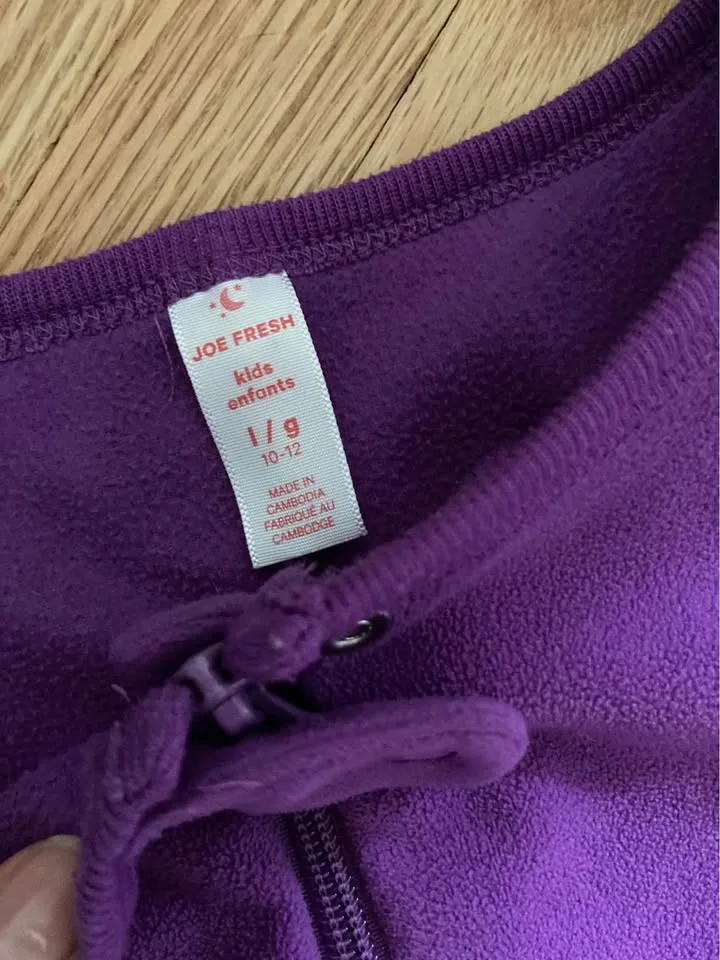 JOE FRESH
kids
enfants
l/g
10-12
MADE IN
CAMBODIA
FABRIQUÉ AU
CAMBODGE